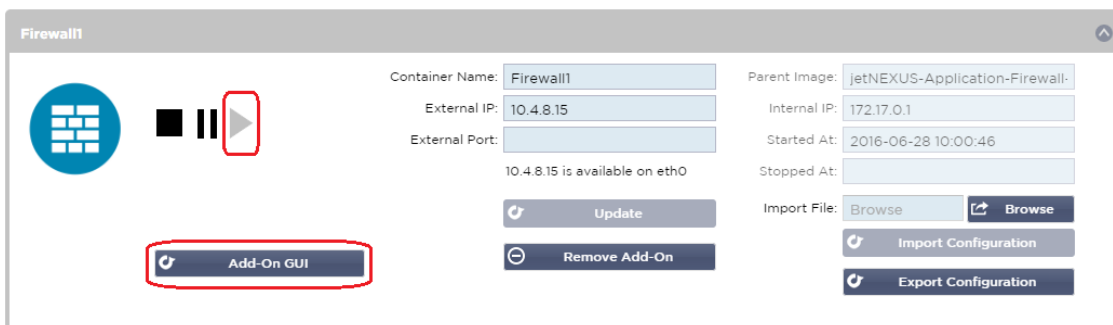 Firewall1
Container Name: Firewall1
External IP: 10.4.8.15
External Port:
10.4.8.15 is available on eth0
Update
Remove Add-On
Add-On GUI
Parent Image: jetNEXUS-Application-Firewall-
Internal IP: 172.17.0.1
Started At: 2016-06-28 10:00:46
Stopped At:
Import File: Browse Browse
Import Configuration
Export Configuration